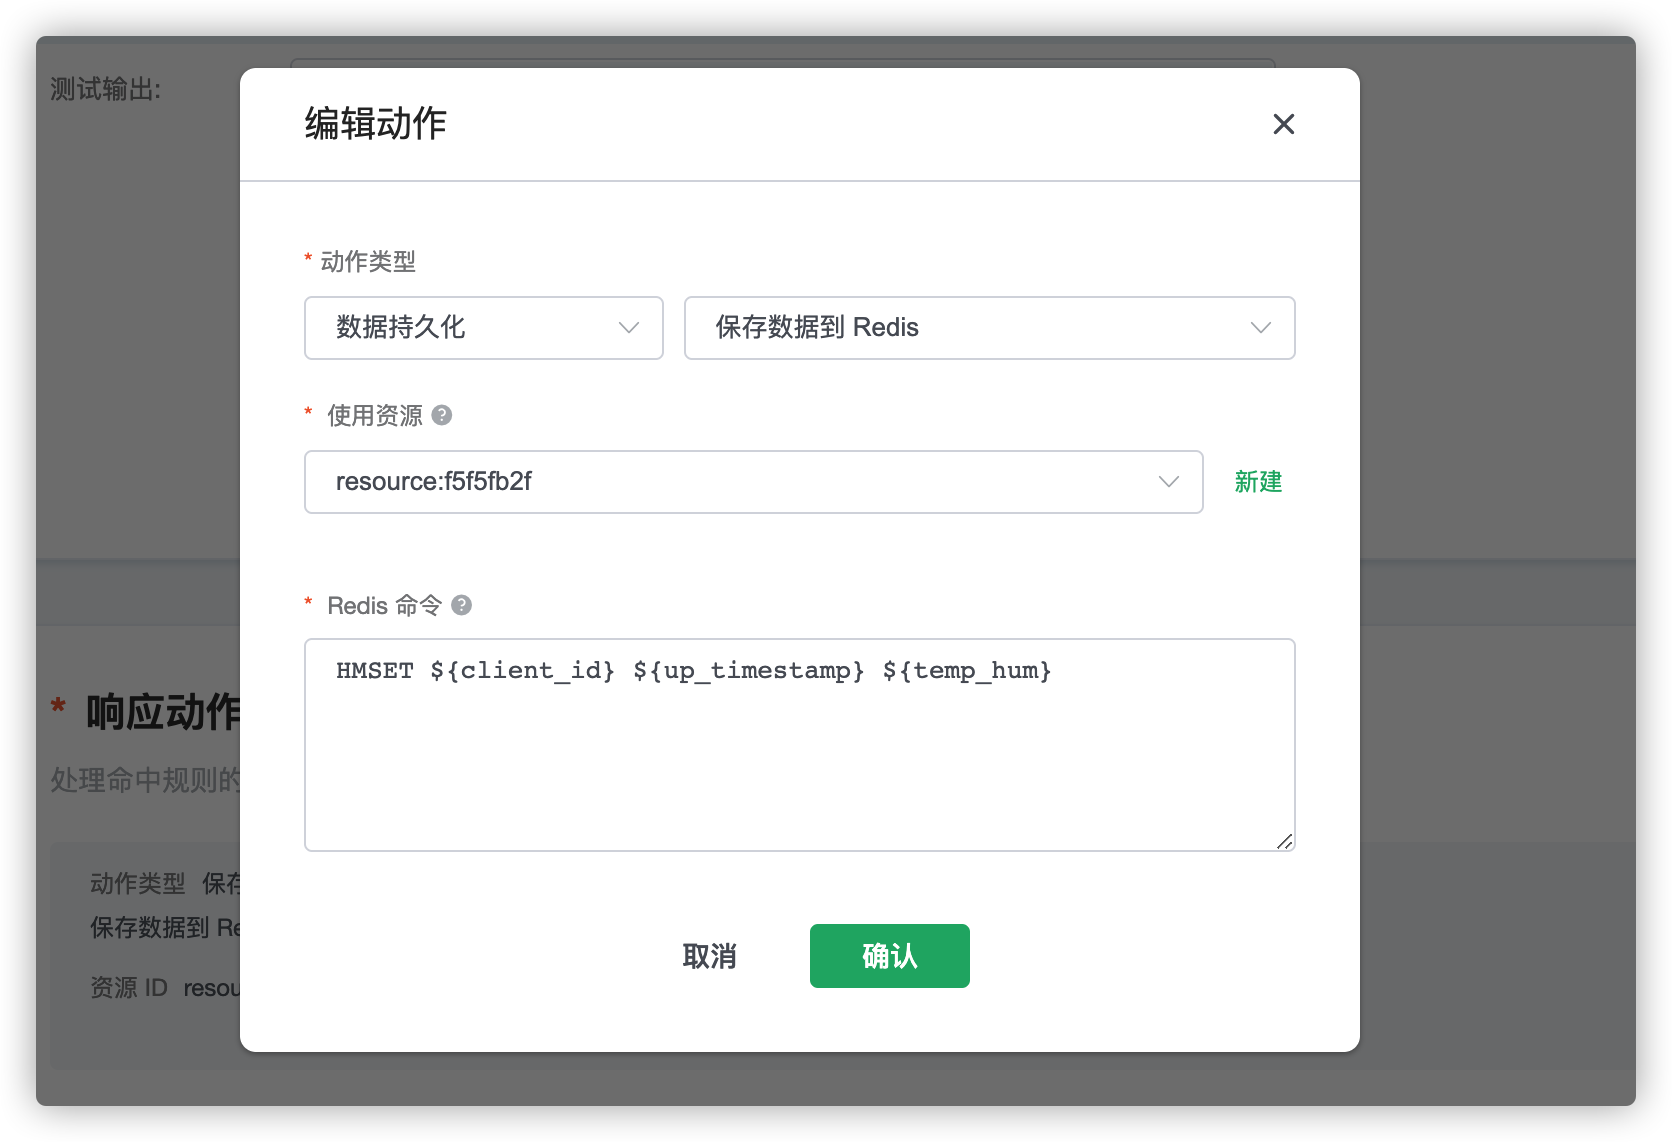 测试输出:
编辑动作
* 动作类型
数据持久化 保存数据到 Redis
* 使用资源 ?
resource:f5f5fb2f 新建
* Redis 命令 ?
HMSET ${client_id} ${up_timestamp} ${temp_hum}
* 响应动作
处理命中规则的
动作类型 保存
保存数据到 Re
资源 ID resou
取消 确认